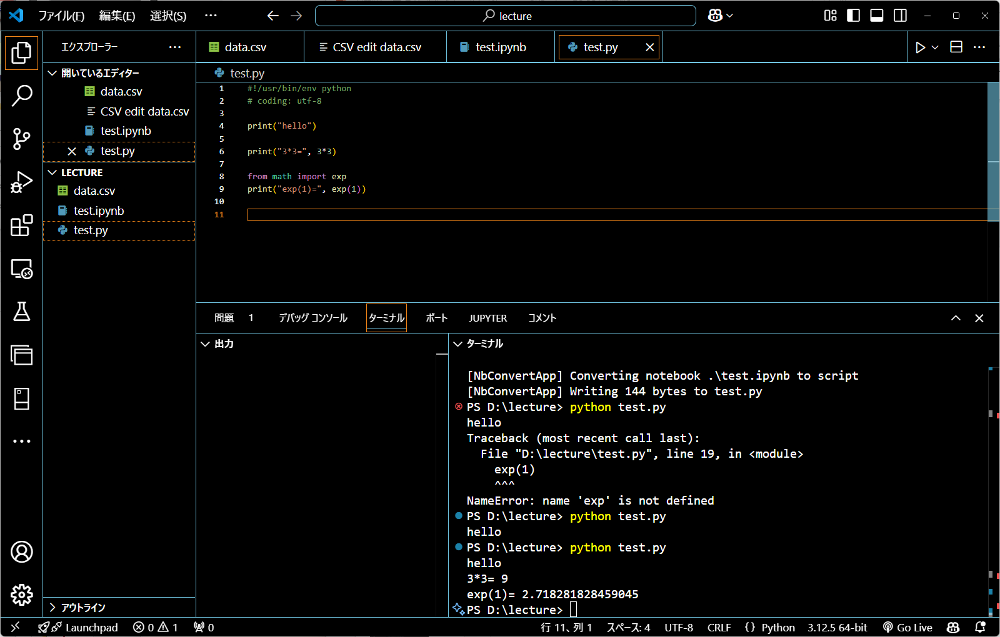 ファイル(F) 編集(E) 選択(S) ··· lecture
エクスプローラー ···
data.csv
CSV edit data.csv
test.ipynb
test.py
開いているエディター
data.csv
CSV edit data.csv
test.ipynb
test.py
LECTURE
data.csv
test.ipynb
test.py
アウトライン
test.py
1 #!/usr/bin/env python
2 # coding: utf-8
3
4 print("hello")
5
6 print("3*3=", 3*3)
7
8 from math import exp
9 print("exp(1)=", exp(1))
10
11
問題 1 デバッグ コンソール ターミナル ポート JUPYTER コメント
出力
ターミナル
[NbConvertApp] Converting notebook .\test.ipynb to script
[NbConvertApp] Writing 144 bytes to test.py
PS D:\lecture> python test.py
hello
Traceback (most recent call last):
  File "D:\lecture\test.py", line 19, in <module>
    exp(1)
    ^^^
NameError: name 'exp' is not defined
PS D:\lecture> python test.py
hello
PS D:\lecture> python test.py
hello
3*3= 9
exp(1)= 2.718281828459045
PS D:\lecture>
Launchpad 0 1 0 行 11、列 1 スペース: 4 UTF-8 CRLF {} Python 3.12.5 64-bit Go Live